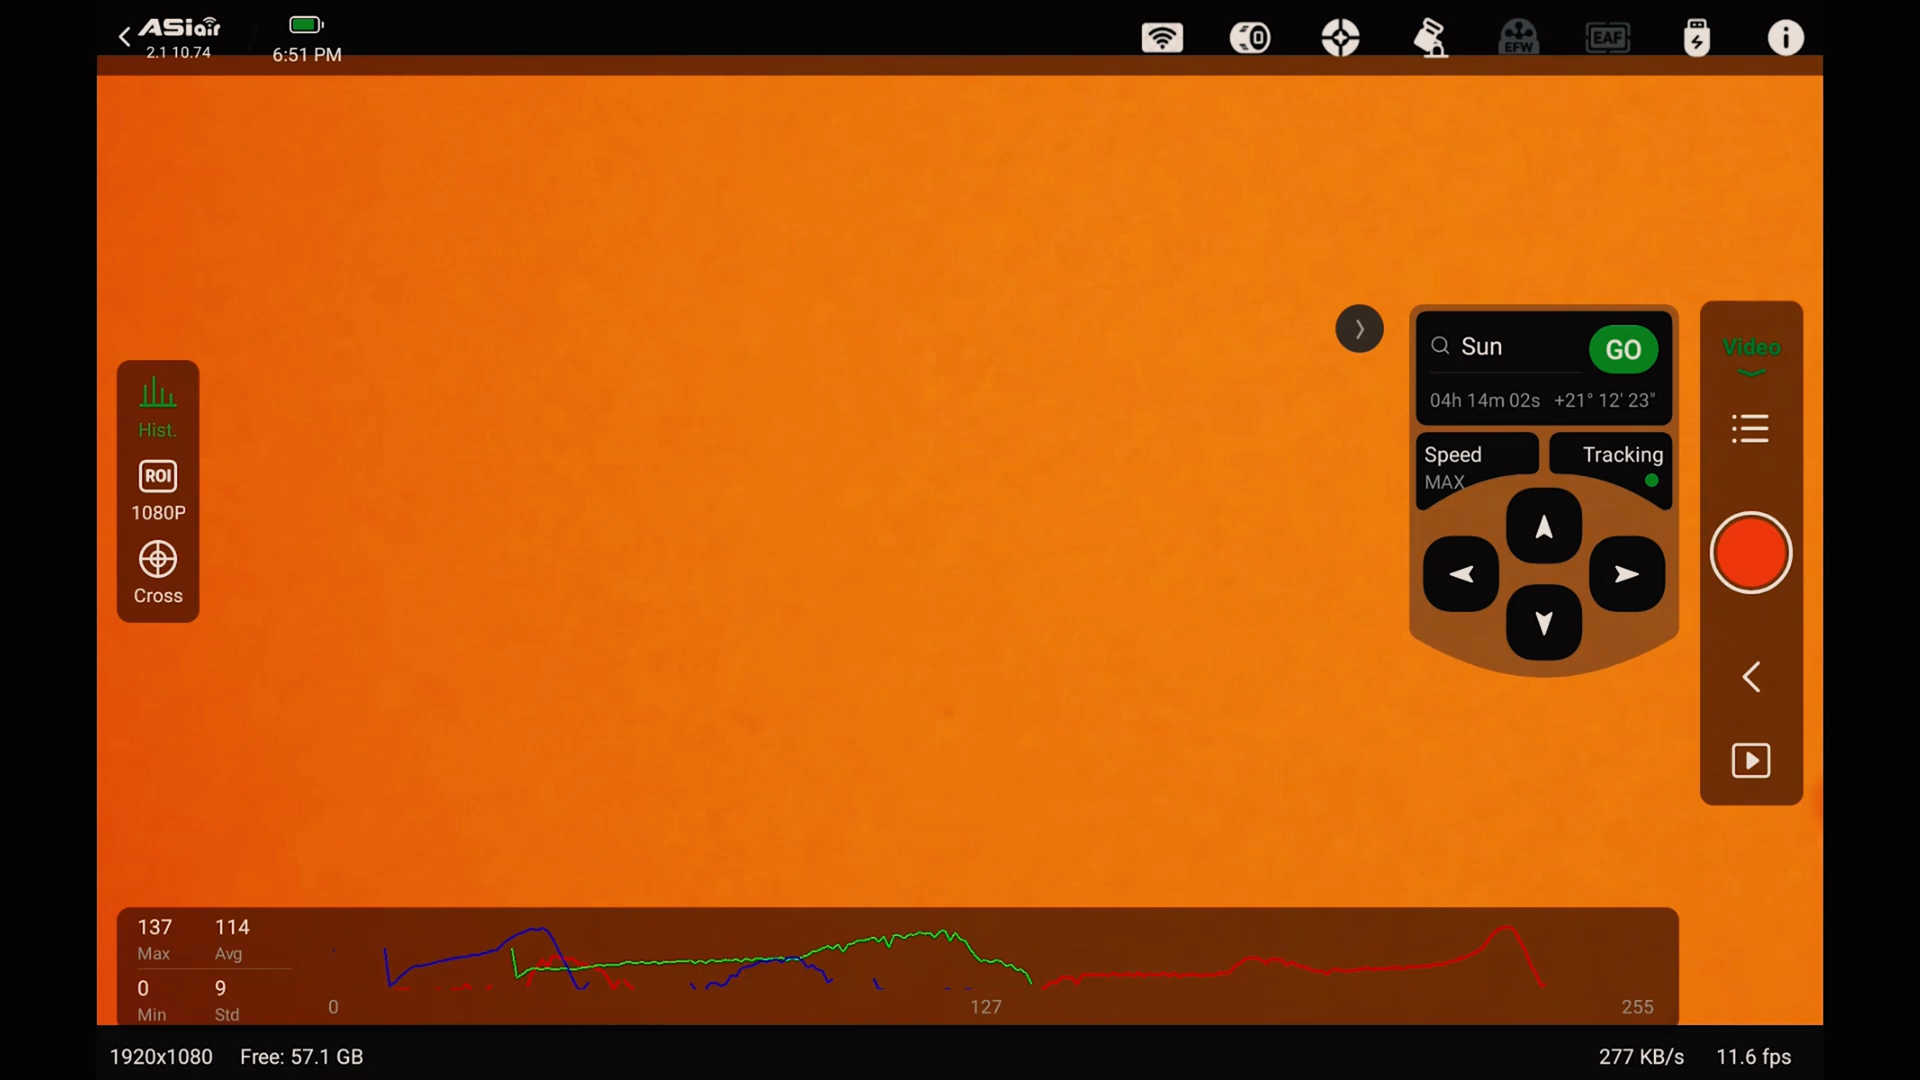 ASiair
2.1 10.74
6:51 PM
EFW
EAF
Sun
GO
04h 14m 02s +21° 12' 23"
Speed
MAX
Tracking
Video
Hist.
ROI
1080P
Cross
137 114
Max Avg
0 9
Min Std
0 127 255
1920x1080 Free: 57.1 GB
277 KB/s 11.6 fps